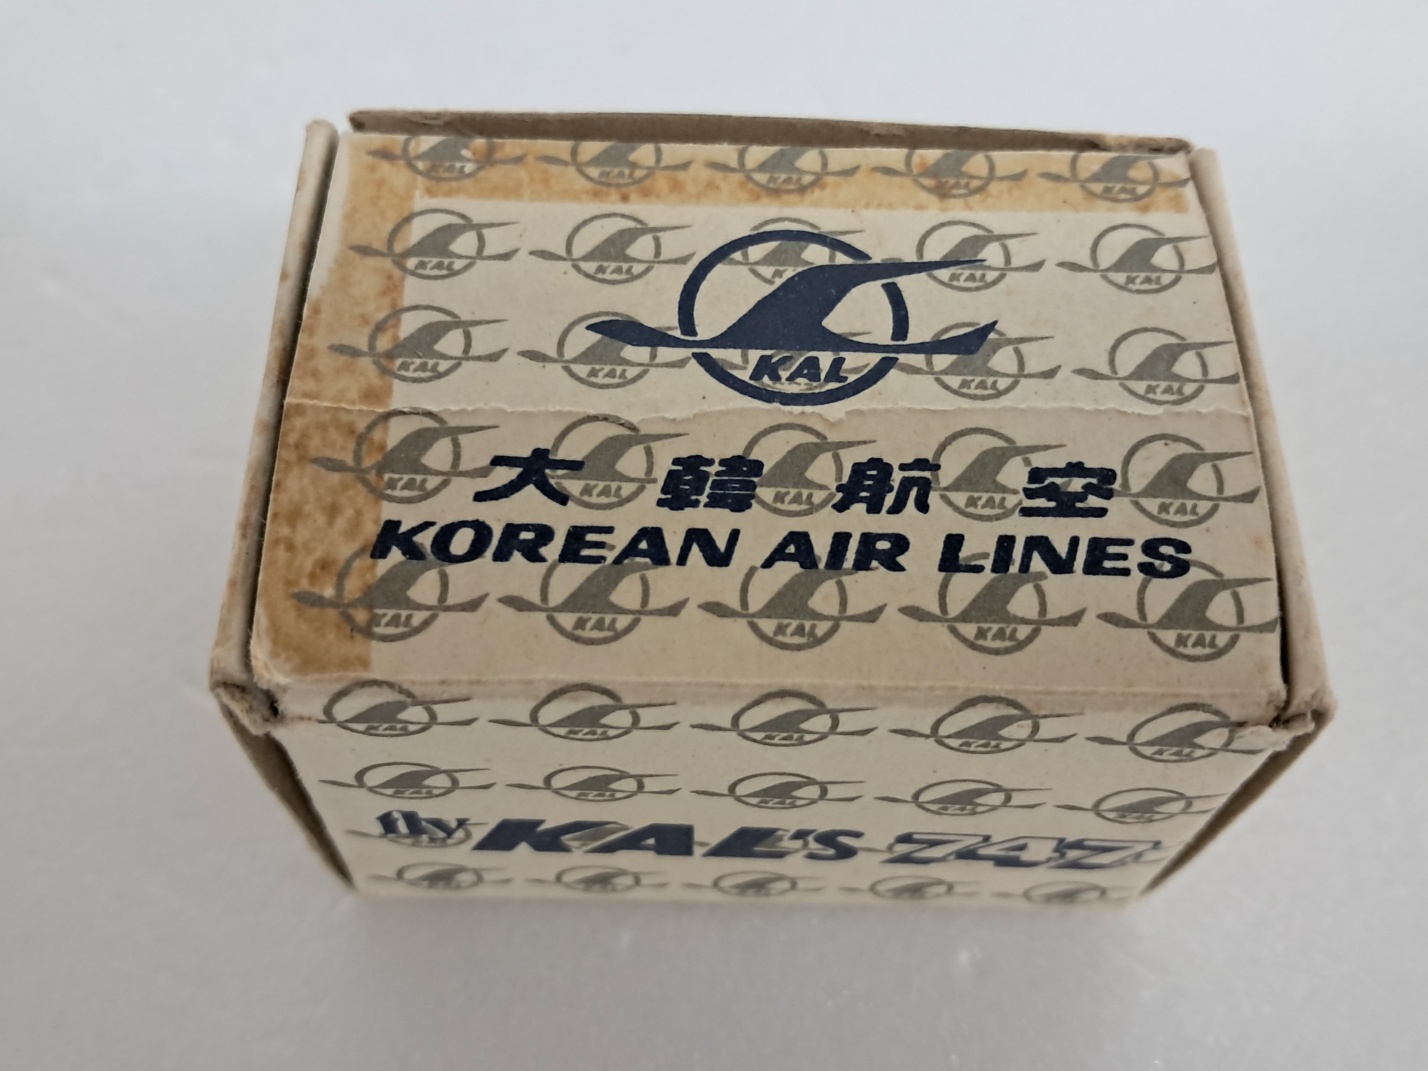 KAL
大韓航空
KOREAN AIR LINES
fly KAL'S 747